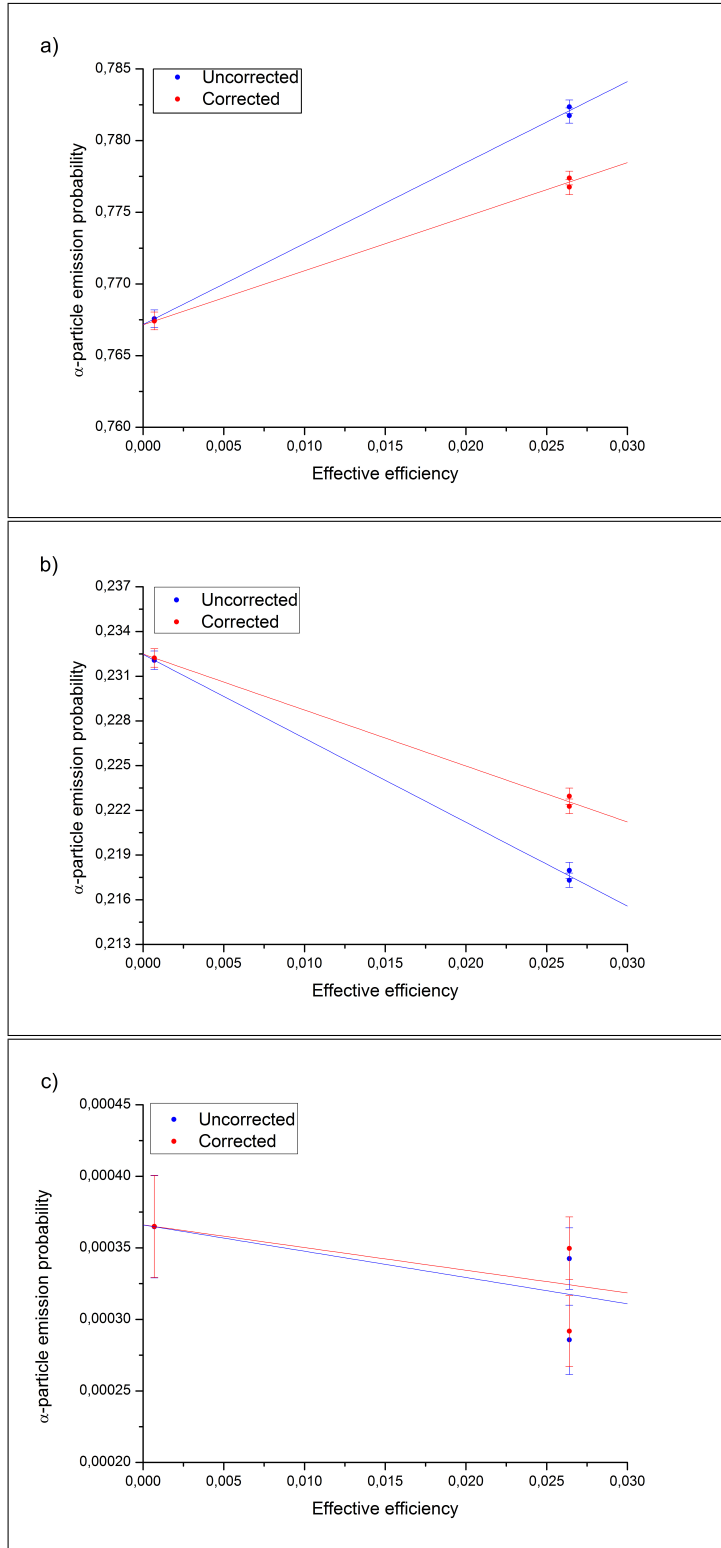 a)
0,785
0,780
0,775
0,770
0,765
0,760
α-particle emission probability
Uncorrected
Corrected
0,000 0,005 0,010 0,015 0,020 0,025 0,030
Effective efficiency
b)
0,237
0,234
0,231
0,228
0,225
0,222
0,219
0,216
0,213
α-particle emission probability
Uncorrected
Corrected
0,000 0,005 0,010 0,015 0,020 0,025 0,030
Effective efficiency
c)
0,00045
0,00040
0,00035
0,00030
0,00025
0,00020
α-particle emission probability
Uncorrected
Corrected
0,000 0,005 0,010 0,015 0,020 0,025 0,030
Effective efficiency